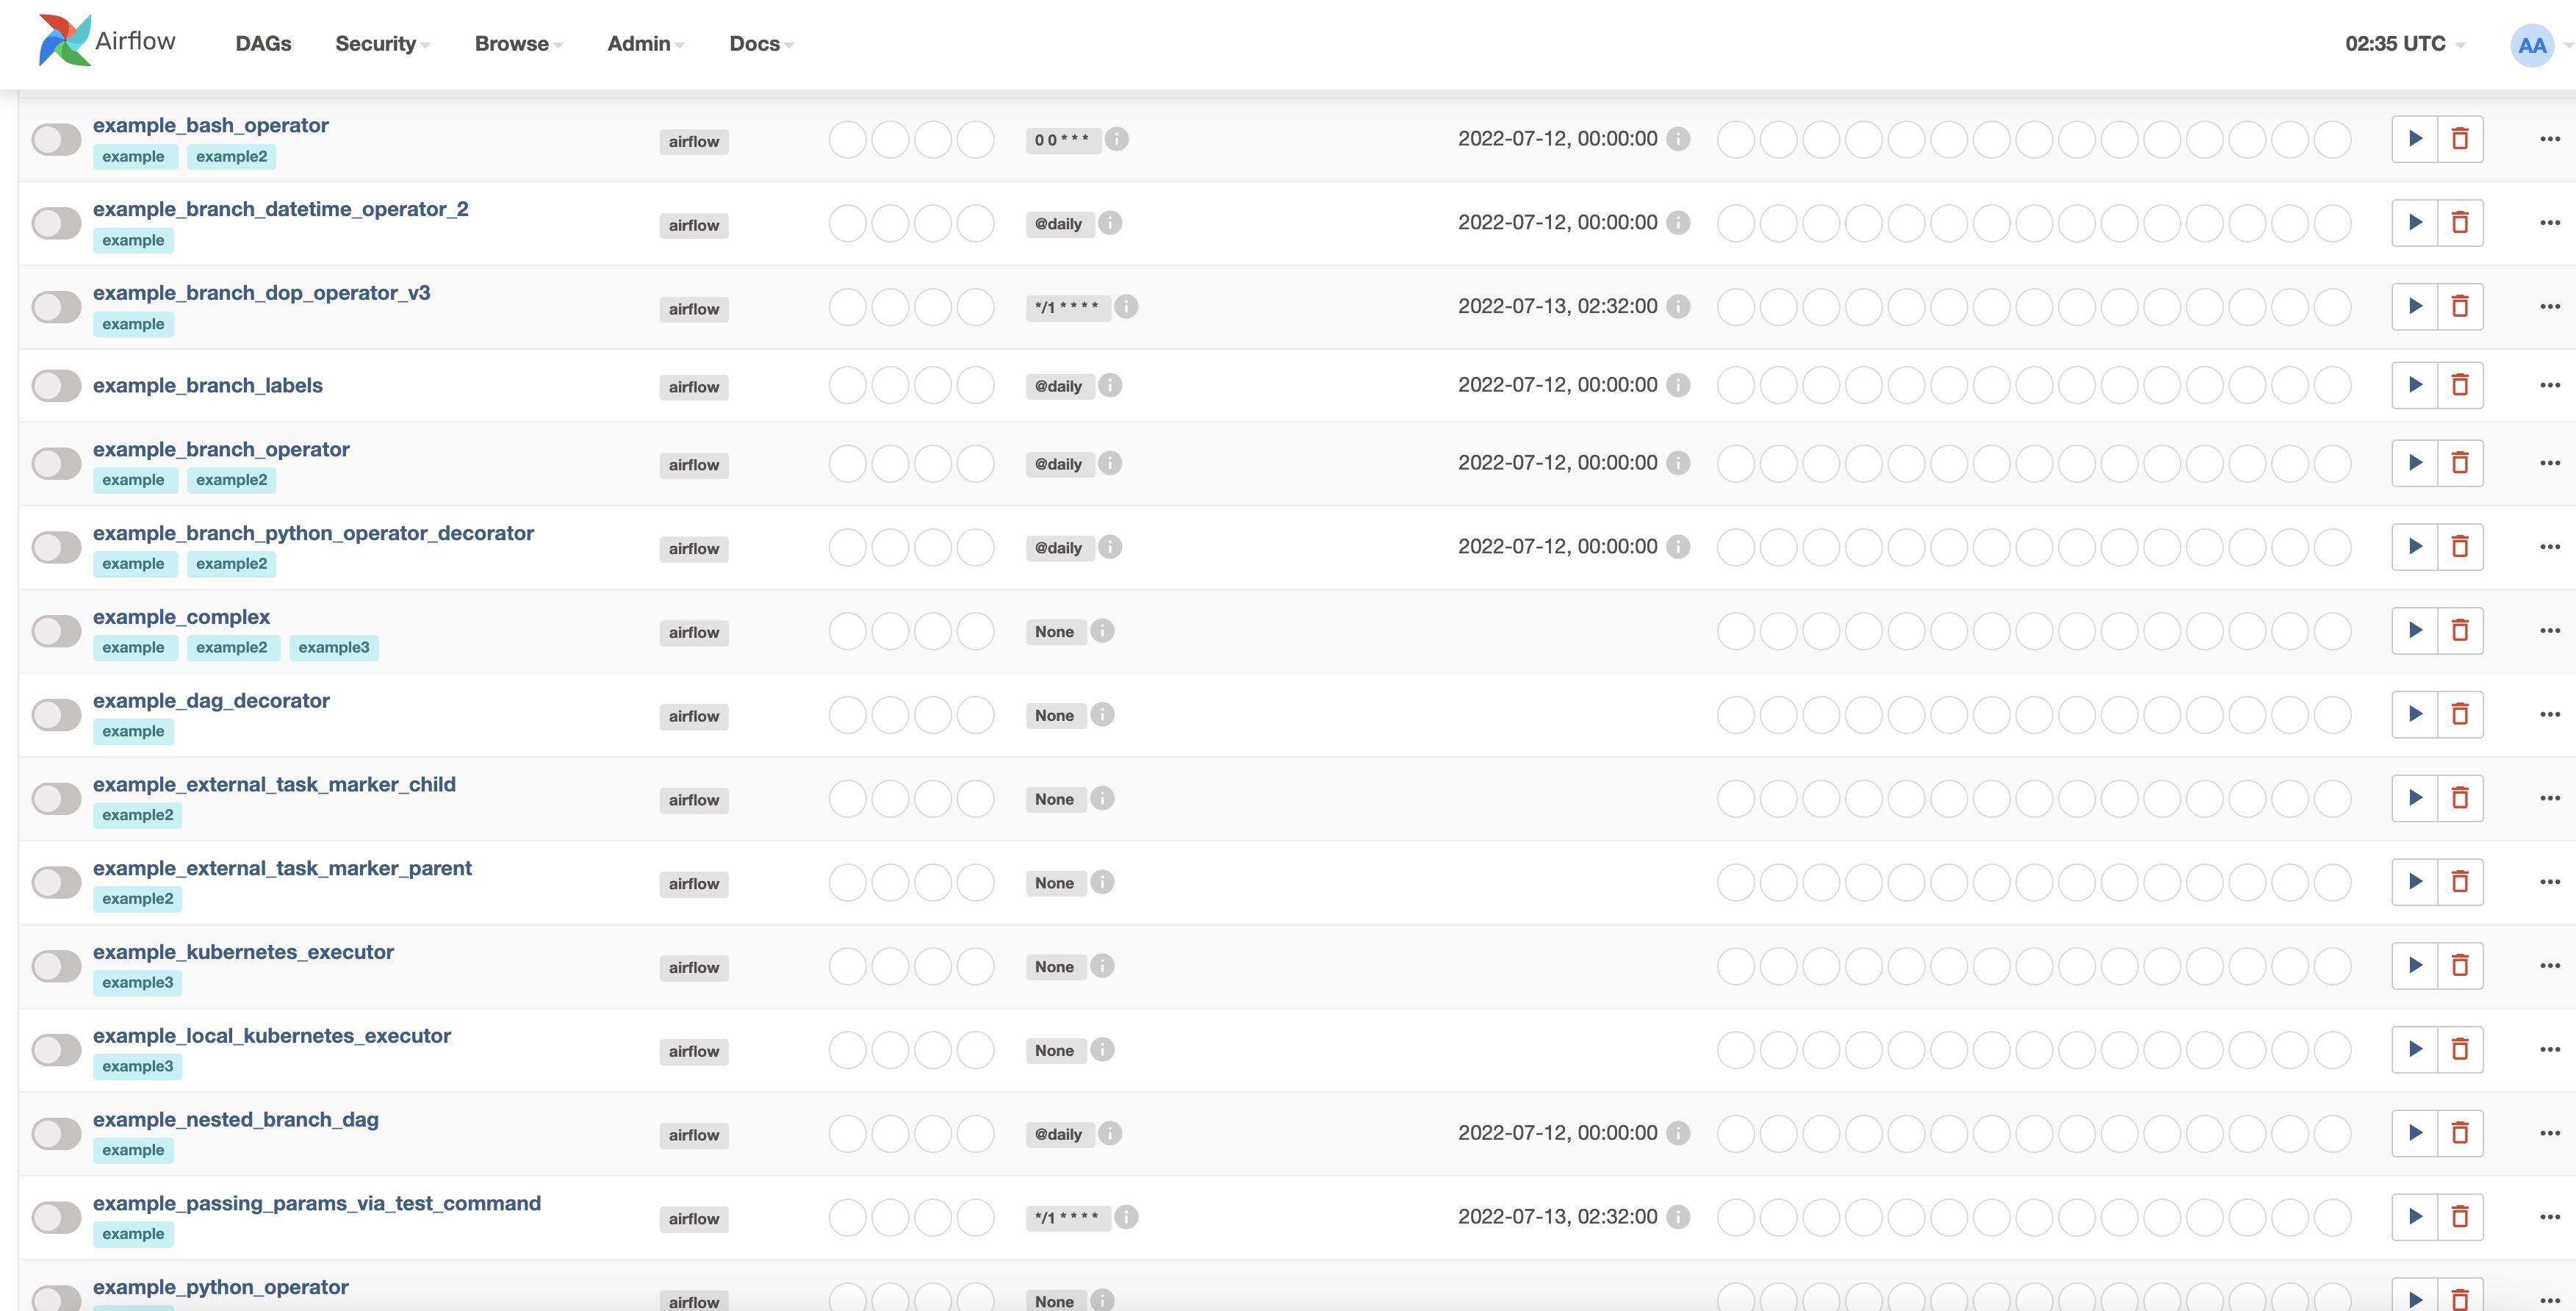 Airflow DAGs Security Browse Admin Docs 02:35 UTC AA
example_bash_operator
example example2 airflow 0 0 * * * 2022-07-12, 00:00:00
example_branch_datetime_operator_2
example airflow @daily 2022-07-12, 00:00:00
example_branch_dop_operator_v3
example airflow */1 * * * * 2022-07-13, 02:32:00
example_branch_labels airflow @daily 2022-07-12, 00:00:00
example_branch_operator
example example2 airflow @daily 2022-07-12, 00:00:00
example_branch_python_operator_decorator
example example2 airflow @daily 2022-07-12, 00:00:00
example_complex
example example2 example3 airflow None
example_dag_decorator
example airflow None
example_external_task_marker_child
example2 airflow None
example_external_task_marker_parent
example2 airflow None
example_kubernetes_executor
example3 airflow None
example_local_kubernetes_executor
example3 airflow None
example_nested_branch_dag
example airflow @daily 2022-07-12, 00:00:00
example_passing_params_via_test_command
example airflow */1 * * * * 2022-07-13, 02:32:00
example_python_operator
airflow None